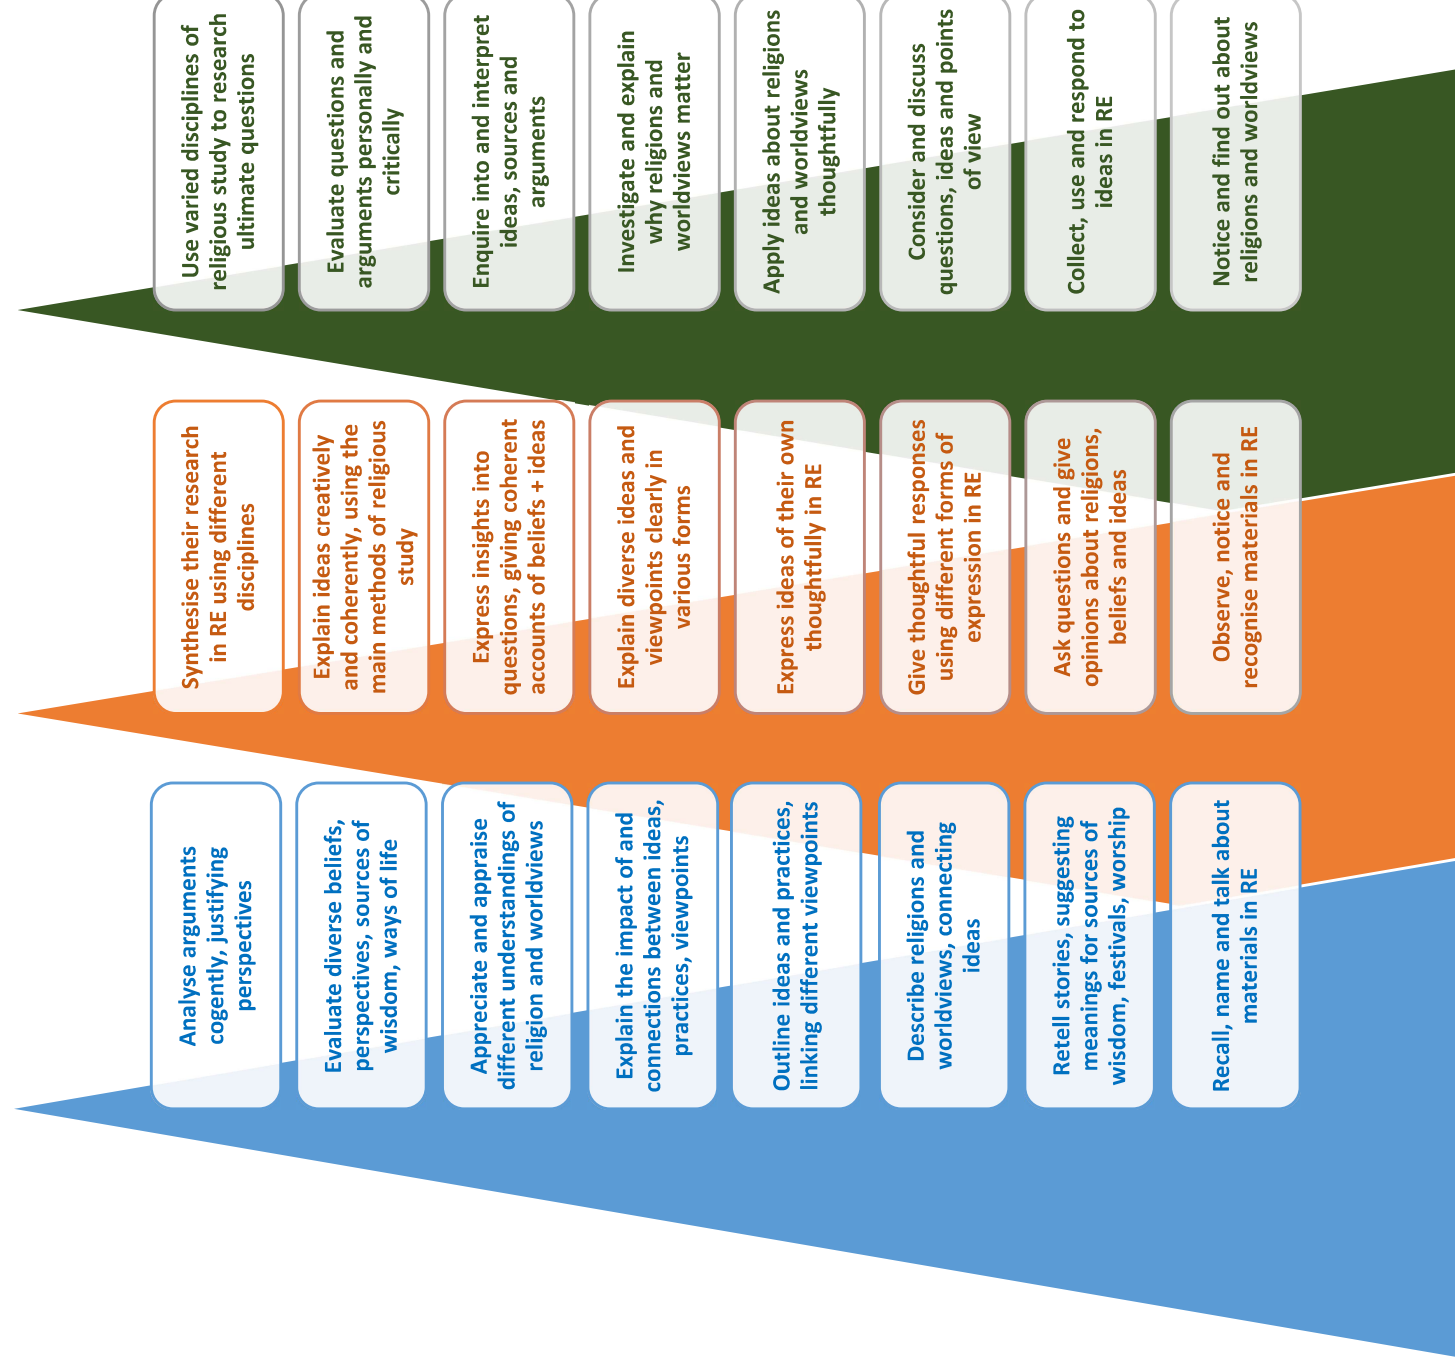 Analyse arguments
cogently, justifying
perspectives
Synthesise their research
in RE using different
disciplines
Use varied disciplines of
religious study to research
ultimate questions
Evaluate diverse beliefs,
perspectives, sources of
wisdom, ways of life
Explain ideas creatively
and coherently, using the
main methods of religious
study
Evaluate questions and
arguments personally and
critically
Appreciate and appraise
different understandings of
religion and worldviews
Express insights into
questions, giving coherent
accounts of beliefs + ideas
Enquire into and interpret
ideas, sources and
arguments
Explain the impact of and
connections between ideas,
practices, viewpoints
Explain diverse ideas and
viewpoints clearly in
various forms
Investigate and explain
why religions and
worldviews matter
Outline ideas and practices,
linking different viewpoints
Express ideas of their own
thoughtfully in RE
Apply ideas about religions
and worldviews
thoughtfully
Describe religions and
worldviews, connecting
ideas
Give thoughtful responses
using different forms of
expression in RE
Consider and discuss
questions, ideas and points
of view
Retell stories, suggesting
meanings for sources of
wisdom, festivals, worship
Ask questions and give
opinions about religions,
beliefs and ideas
Collect, use and respond to
ideas in RE
Recall, name and talk about
materials in RE
Observe, notice and
recognise materials in RE
Notice and find out about
religions and worldviews